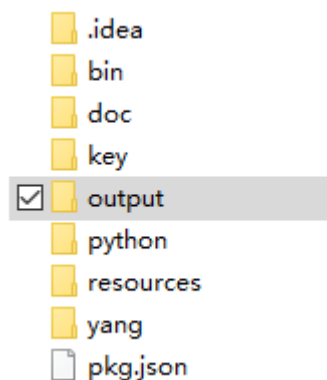 .idea
bin
doc
key
output
python
resources
yang
pkg.json